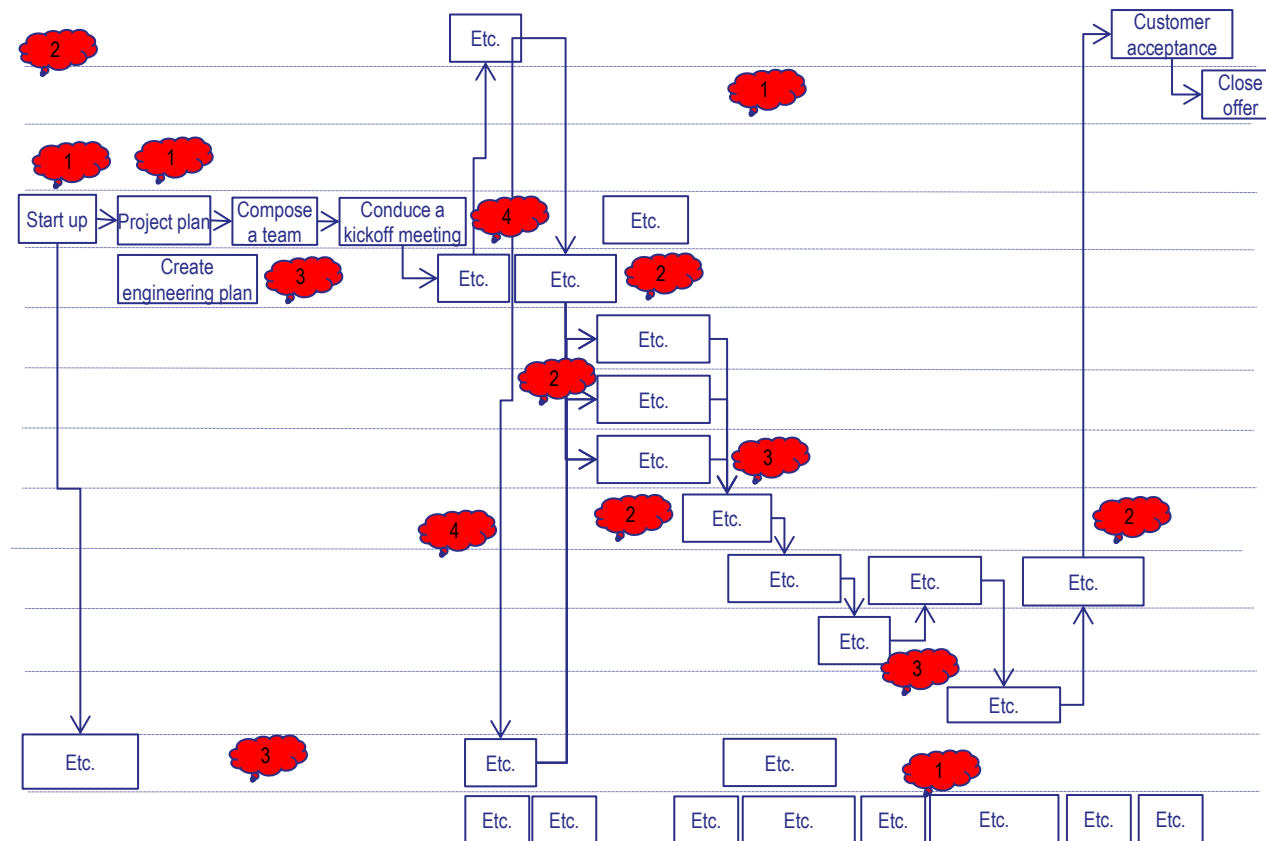 Etc.
Customer
acceptance
2
1
Close
offer
1
1
Start up
Project plan
Compose
a team
Conduce a
kickoff meeting
4
Etc.
Create
engineering plan
3
Etc.
Etc.
2
Etc.
2
Etc.
Etc.
3
Etc.
2
4
2
Etc.
Etc.
Etc.
Etc.
3
Etc.
Etc.
3
Etc.
Etc.
1
Etc.
Etc.
Etc.
Etc.
Etc.
Etc.
Etc.
Etc.